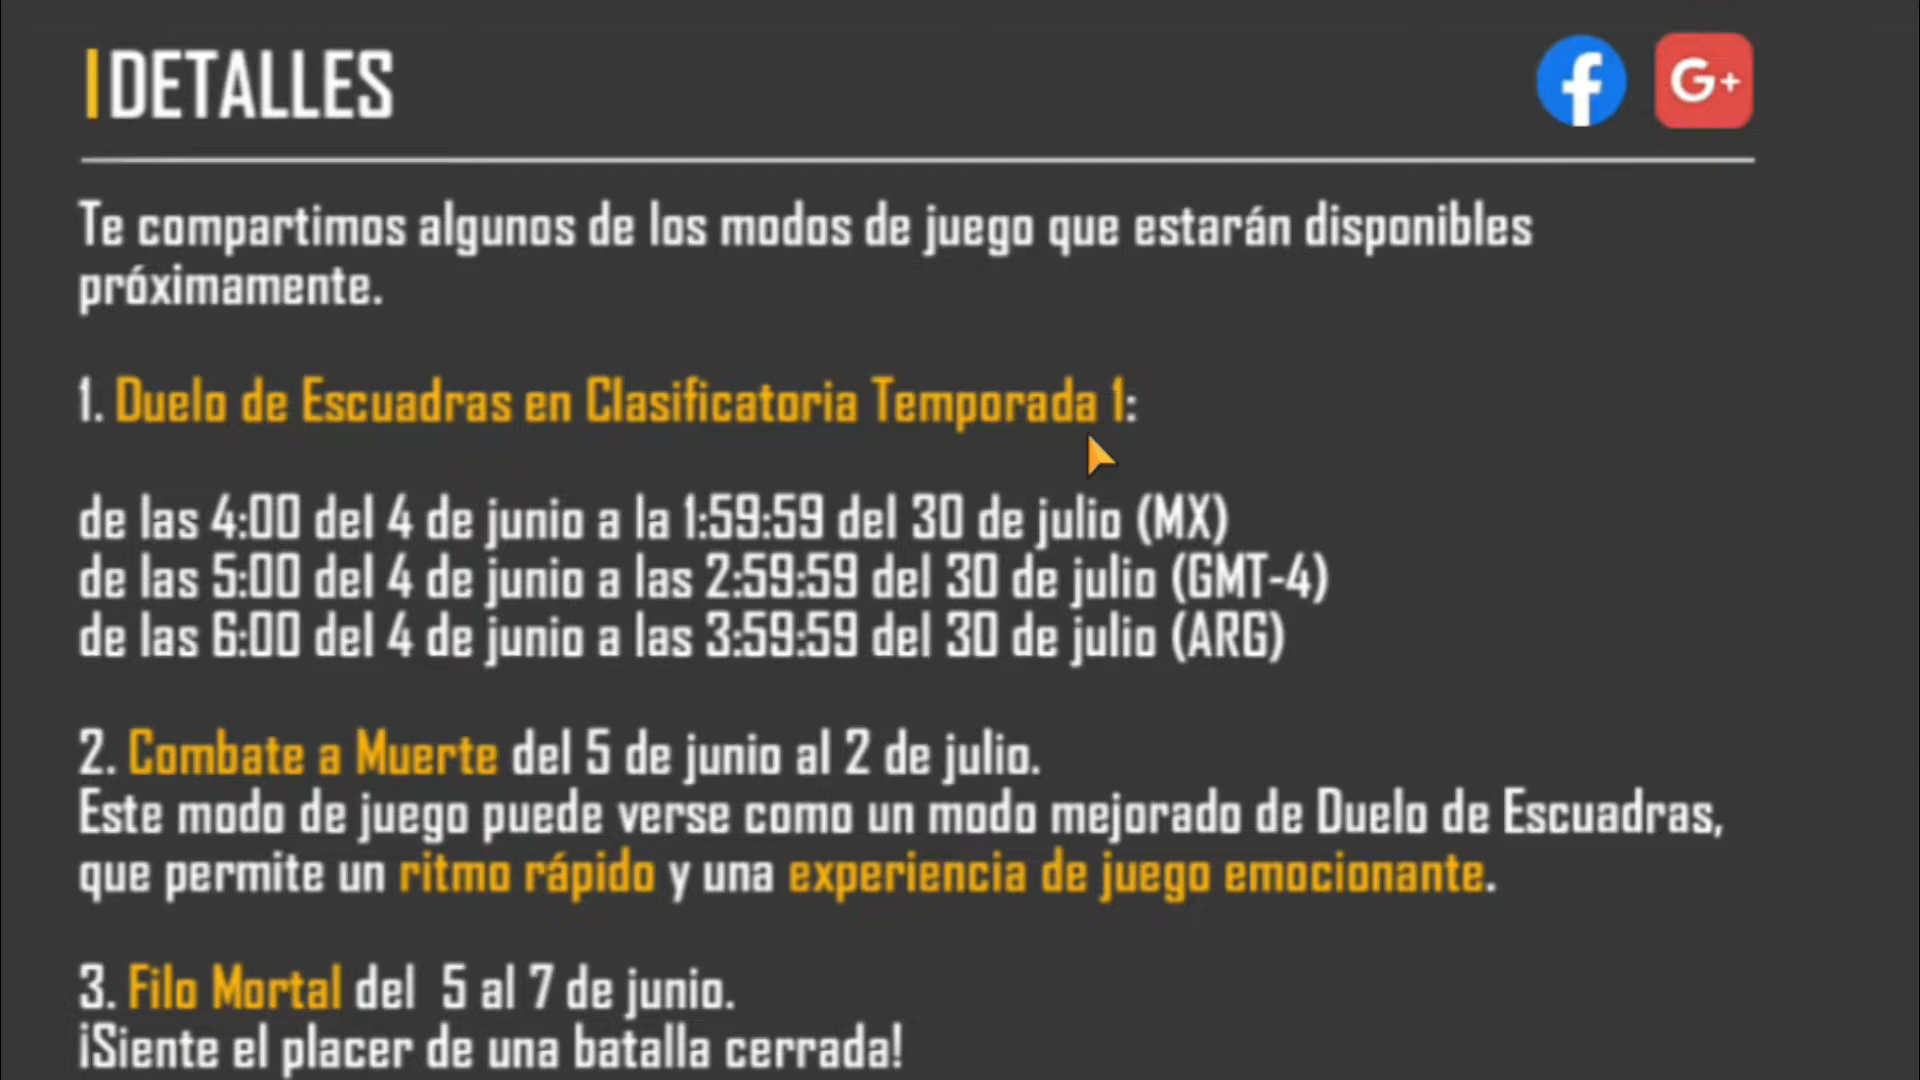 DETALLES
G+
Te compartimos algunos de los modos de juego que estarán disponibles
próximamente.
1. Duelo de Escuadras en Clasificatoria Temporada 1:
de las 4:00 del 4 de junio a la 1:59:59 del 30 de julio (MX)
de las 5:00 del 4 de junio a las 2:59:59 del 30 de julio (GMT-4)
de las 6:00 del 4 de junio a las 3:59:59 del 30 de julio (ARG)
2. Combate a Muerte del 5 de junio al 2 de julio.
Este modo de juego puede verse como un modo mejorado de Duelo de Escuadras,
que permite un ritmo rápido y una experiencia de juego emocionante.
3. Filo Mortal del 5 al 7 de junio.
¡Siente el placer de una batalla cerrada!